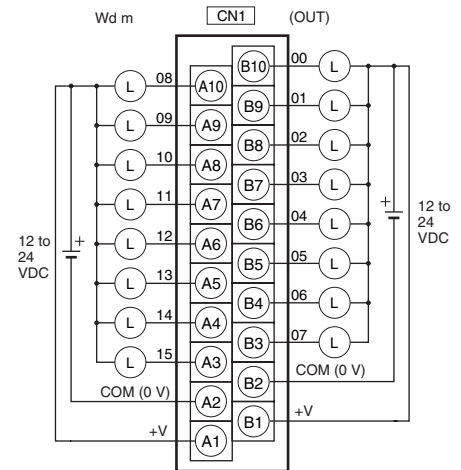 Wd m CN1 (OUT)
B10 00 L
L 08 A10
B9 01 L
L 09 A9
B8 02 L
L 10 A8
B7 03 L
L 11 A7
B6 04 L
L 12 A6
B5 05 L
L 13 A5
B4 06 L
L 14 A4
B3 07 L
L 15 A3
B2 COM (0 V)
COM (0 V) A2
B1 +V
+V A1
12 to
24
VDC
+
12 to
24
VDC
+